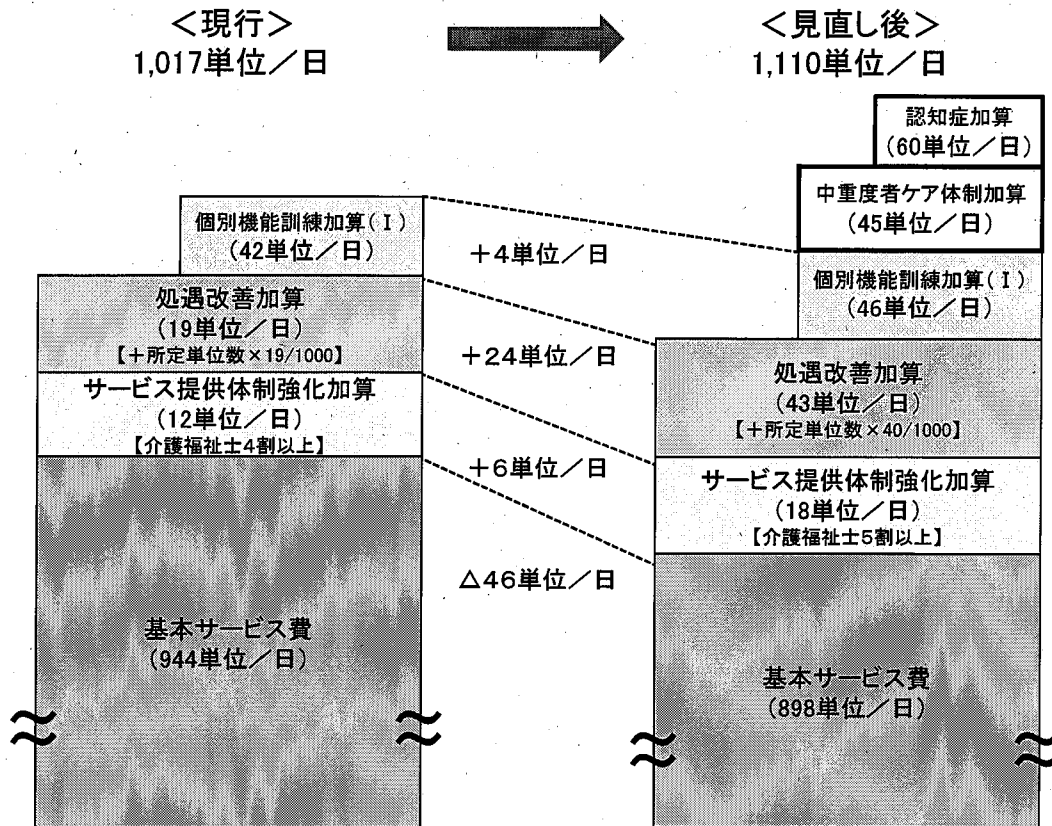 <現行>
1,017単位／日
<見直し後>
1,110単位／日
個別機能訓練加算(Ⅰ)
(42単位／日)
処遇改善加算
(19単位／日)
【＋所定単位数×19/1000】
サービス提供体制強化加算
(12単位／日)
【介護福祉士4割以上】
基本サービス費
(944単位／日)
＋4単位／日
＋24単位／日
＋6単位／日
△46単位／日
認知症加算
(60単位／日)
中重度者ケア体制加算
(45単位／日)
個別機能訓練加算(Ⅰ)
(46単位／日)
処遇改善加算
(43単位／日)
【＋所定単位数×40/1000】
サービス提供体制強化加算
(18単位／日)
【介護福祉士5割以上】
基本サービス費
(898単位／日)